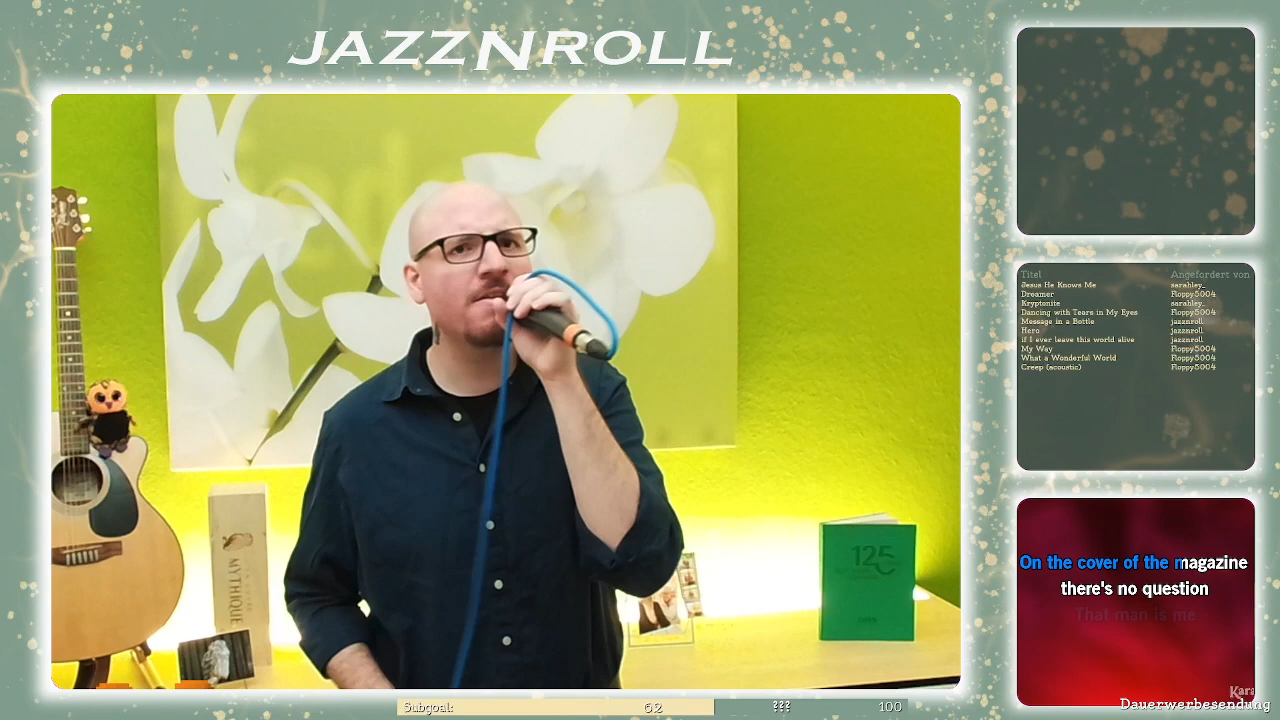 JAZZNROLL
Titel Angefordert von
Jesus He Knows Me sarahley_
Dreamer Floppy5004
Kryptonite sarahley_
Dancing with Tears in My Eyes Floppy5004
Message in a Bottle jazznroll
Hero jazznroll
if I ever leave this world alive jazznroll
My Way Floppy5004
What a Wonderful World Floppy5004
Creep (acoustic) Floppy5004
MYTHIQUE
125
On the cover of the magazine
there's no question
That man is me
Kara
Dauerwerbesendung
Subgoal: 62 ??? 100